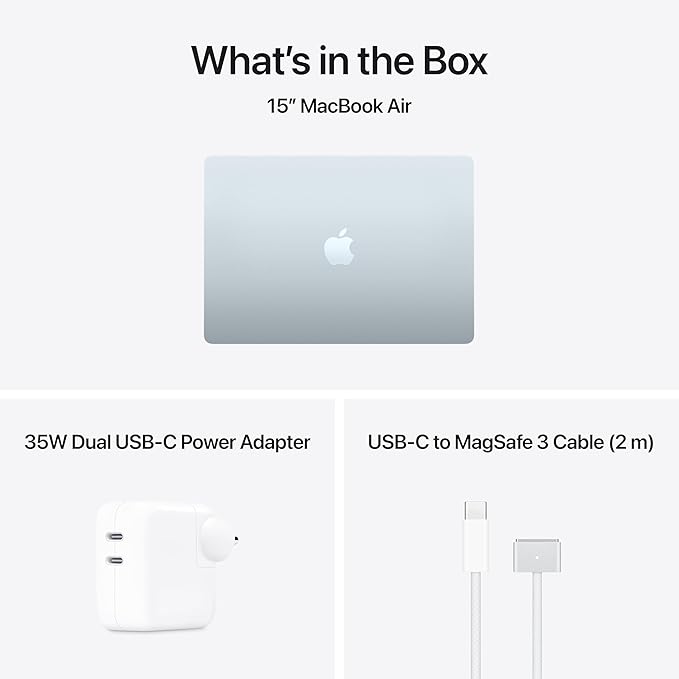 What’s in the Box
15” MacBook Air
35W Dual USB-C Power Adapter
USB-C to MagSafe 3 Cable (2 m)